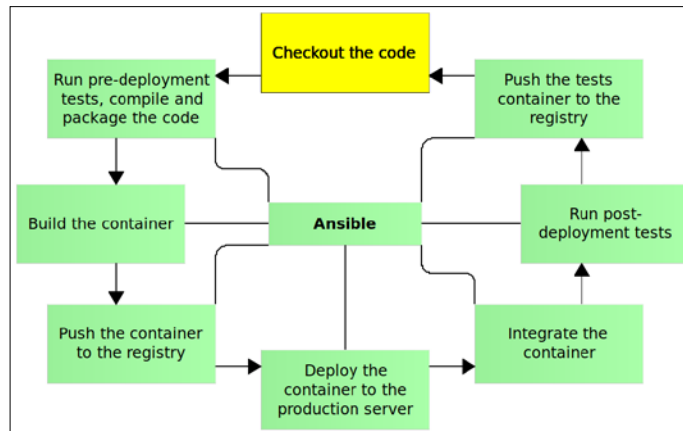 Checkout the code
Run pre-deployment
tests, compile and
package the code
Push the tests
container to the
registry
Build the container
Ansible
Run post-
deployment tests
Push the container
to the registry
Deploy the
container to the
production server
Integrate the
container